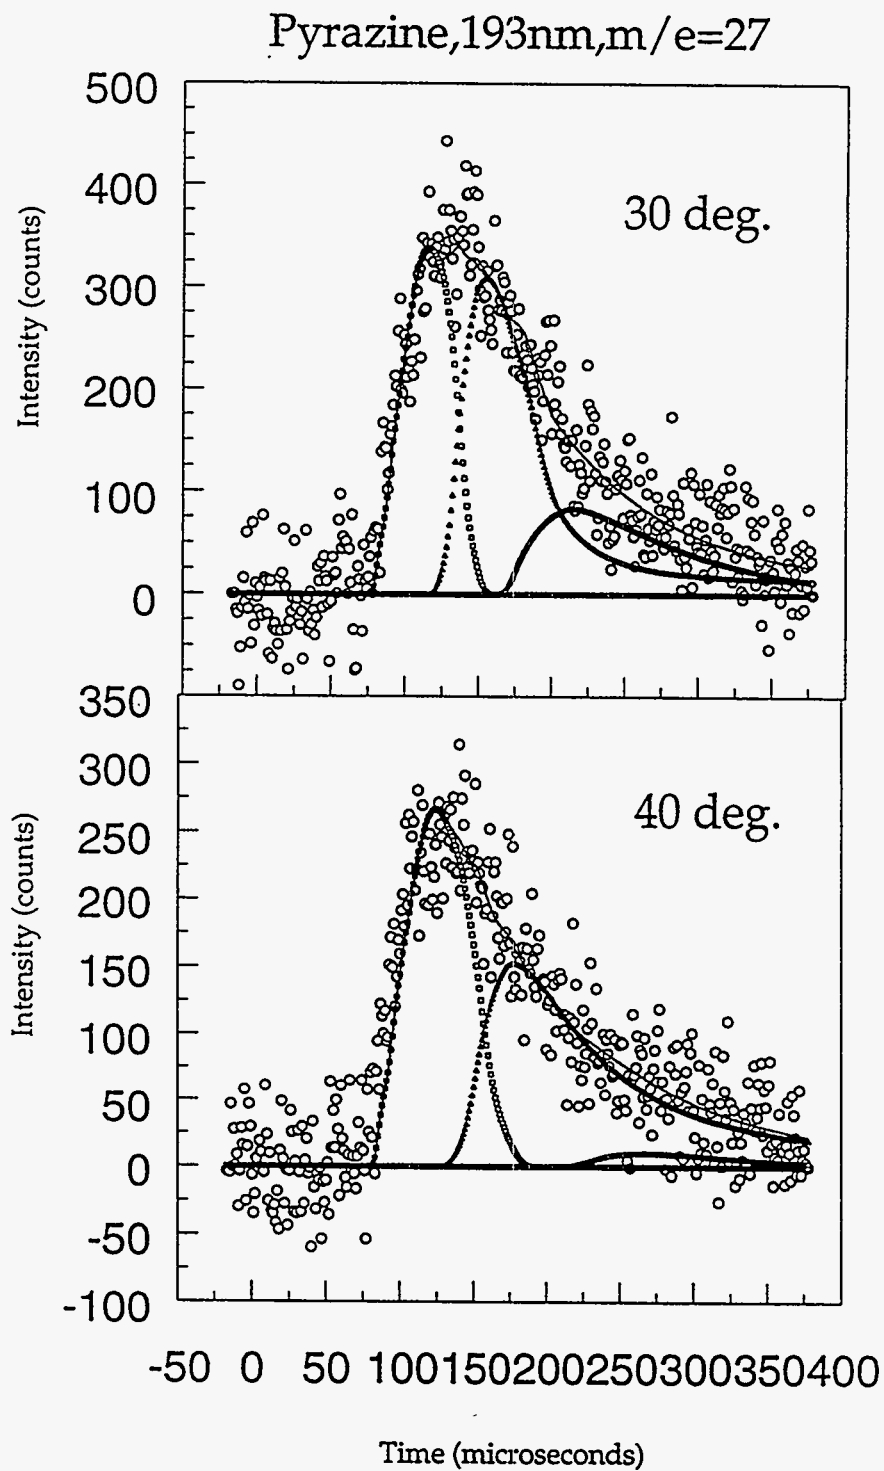 Pyrazine,193nm,m/e=27
500
400
300
200
100
0
Intensity (counts)
30 deg.
350
300
250
200
150
100
50
0
-50
-100
Intensity (counts)
40 deg.
-50 0 50 100150200250300350400
Time (microseconds)